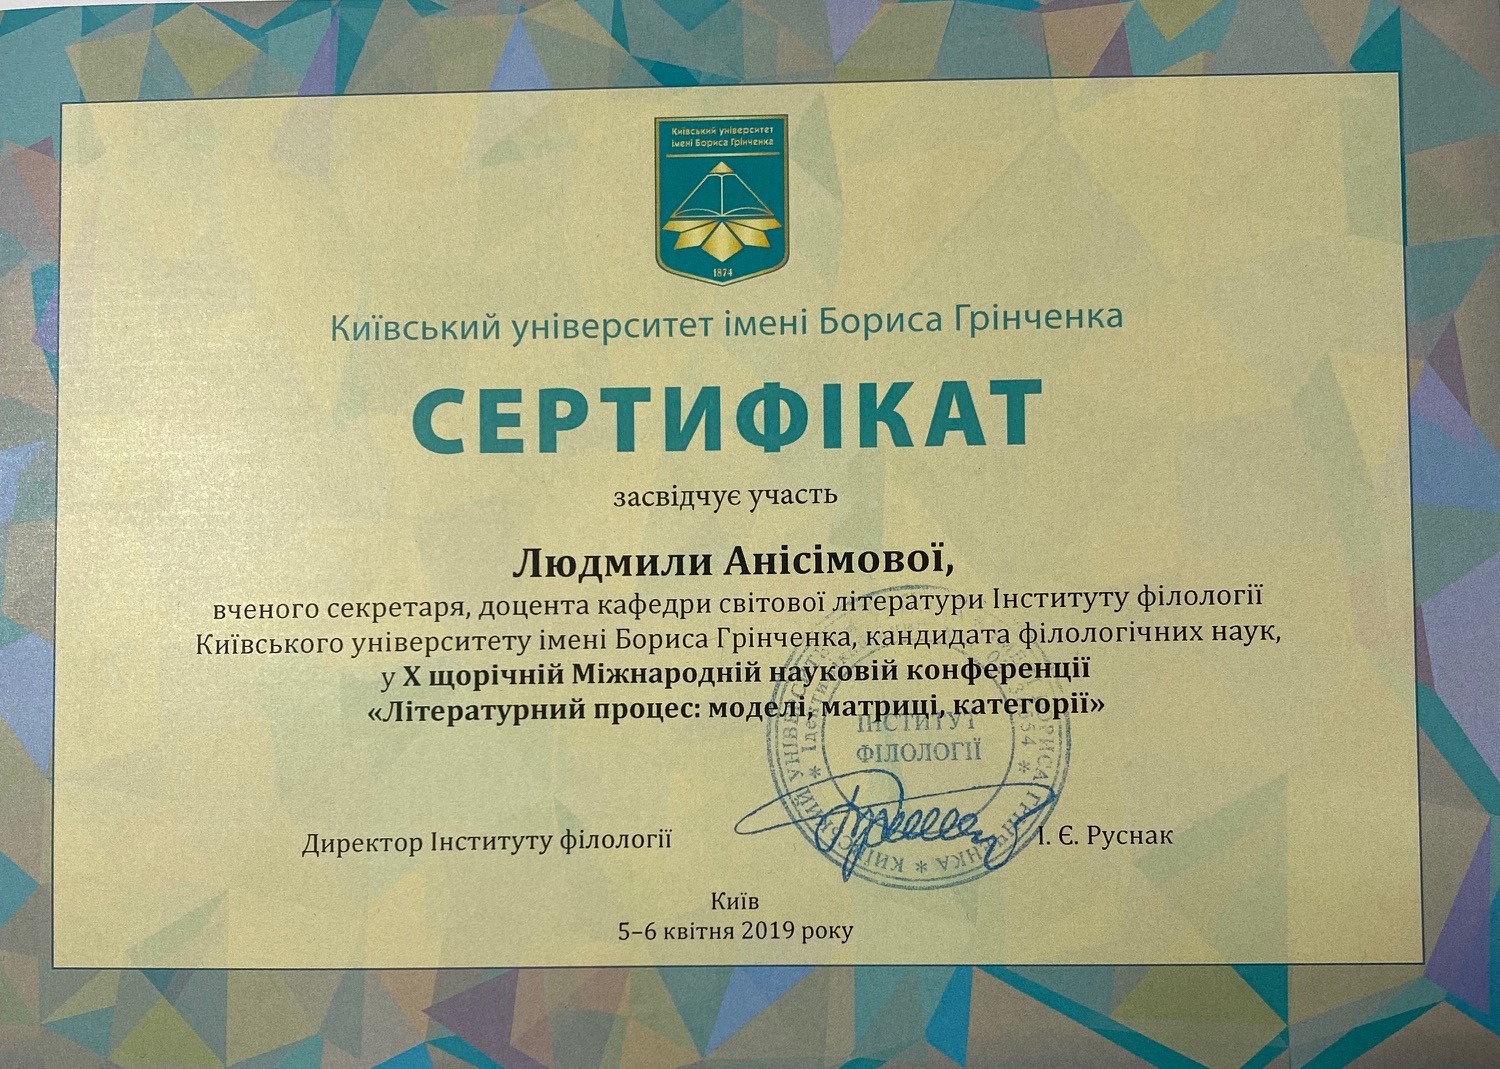 Київський університет
імені Бориса Грінченка
1874
Київський університет імені Бориса Грінченка
СЕРТИФІКАТ
засвідчує участь
Людмили Анісімової,
вченого секретаря, доцента кафедри світової літератури Інституту філології
Київського університету імені Бориса Грінченка, кандидата філологічних наук,
у X щорічній Міжнародній науковій конференції
«Літературний процес: моделі, матриці, категорії»
ІНСТИТУТ
ФІЛОЛОГІЇ
Директор Інституту філології
І. Є. Руснак
Київ
5–6 квітня 2019 року